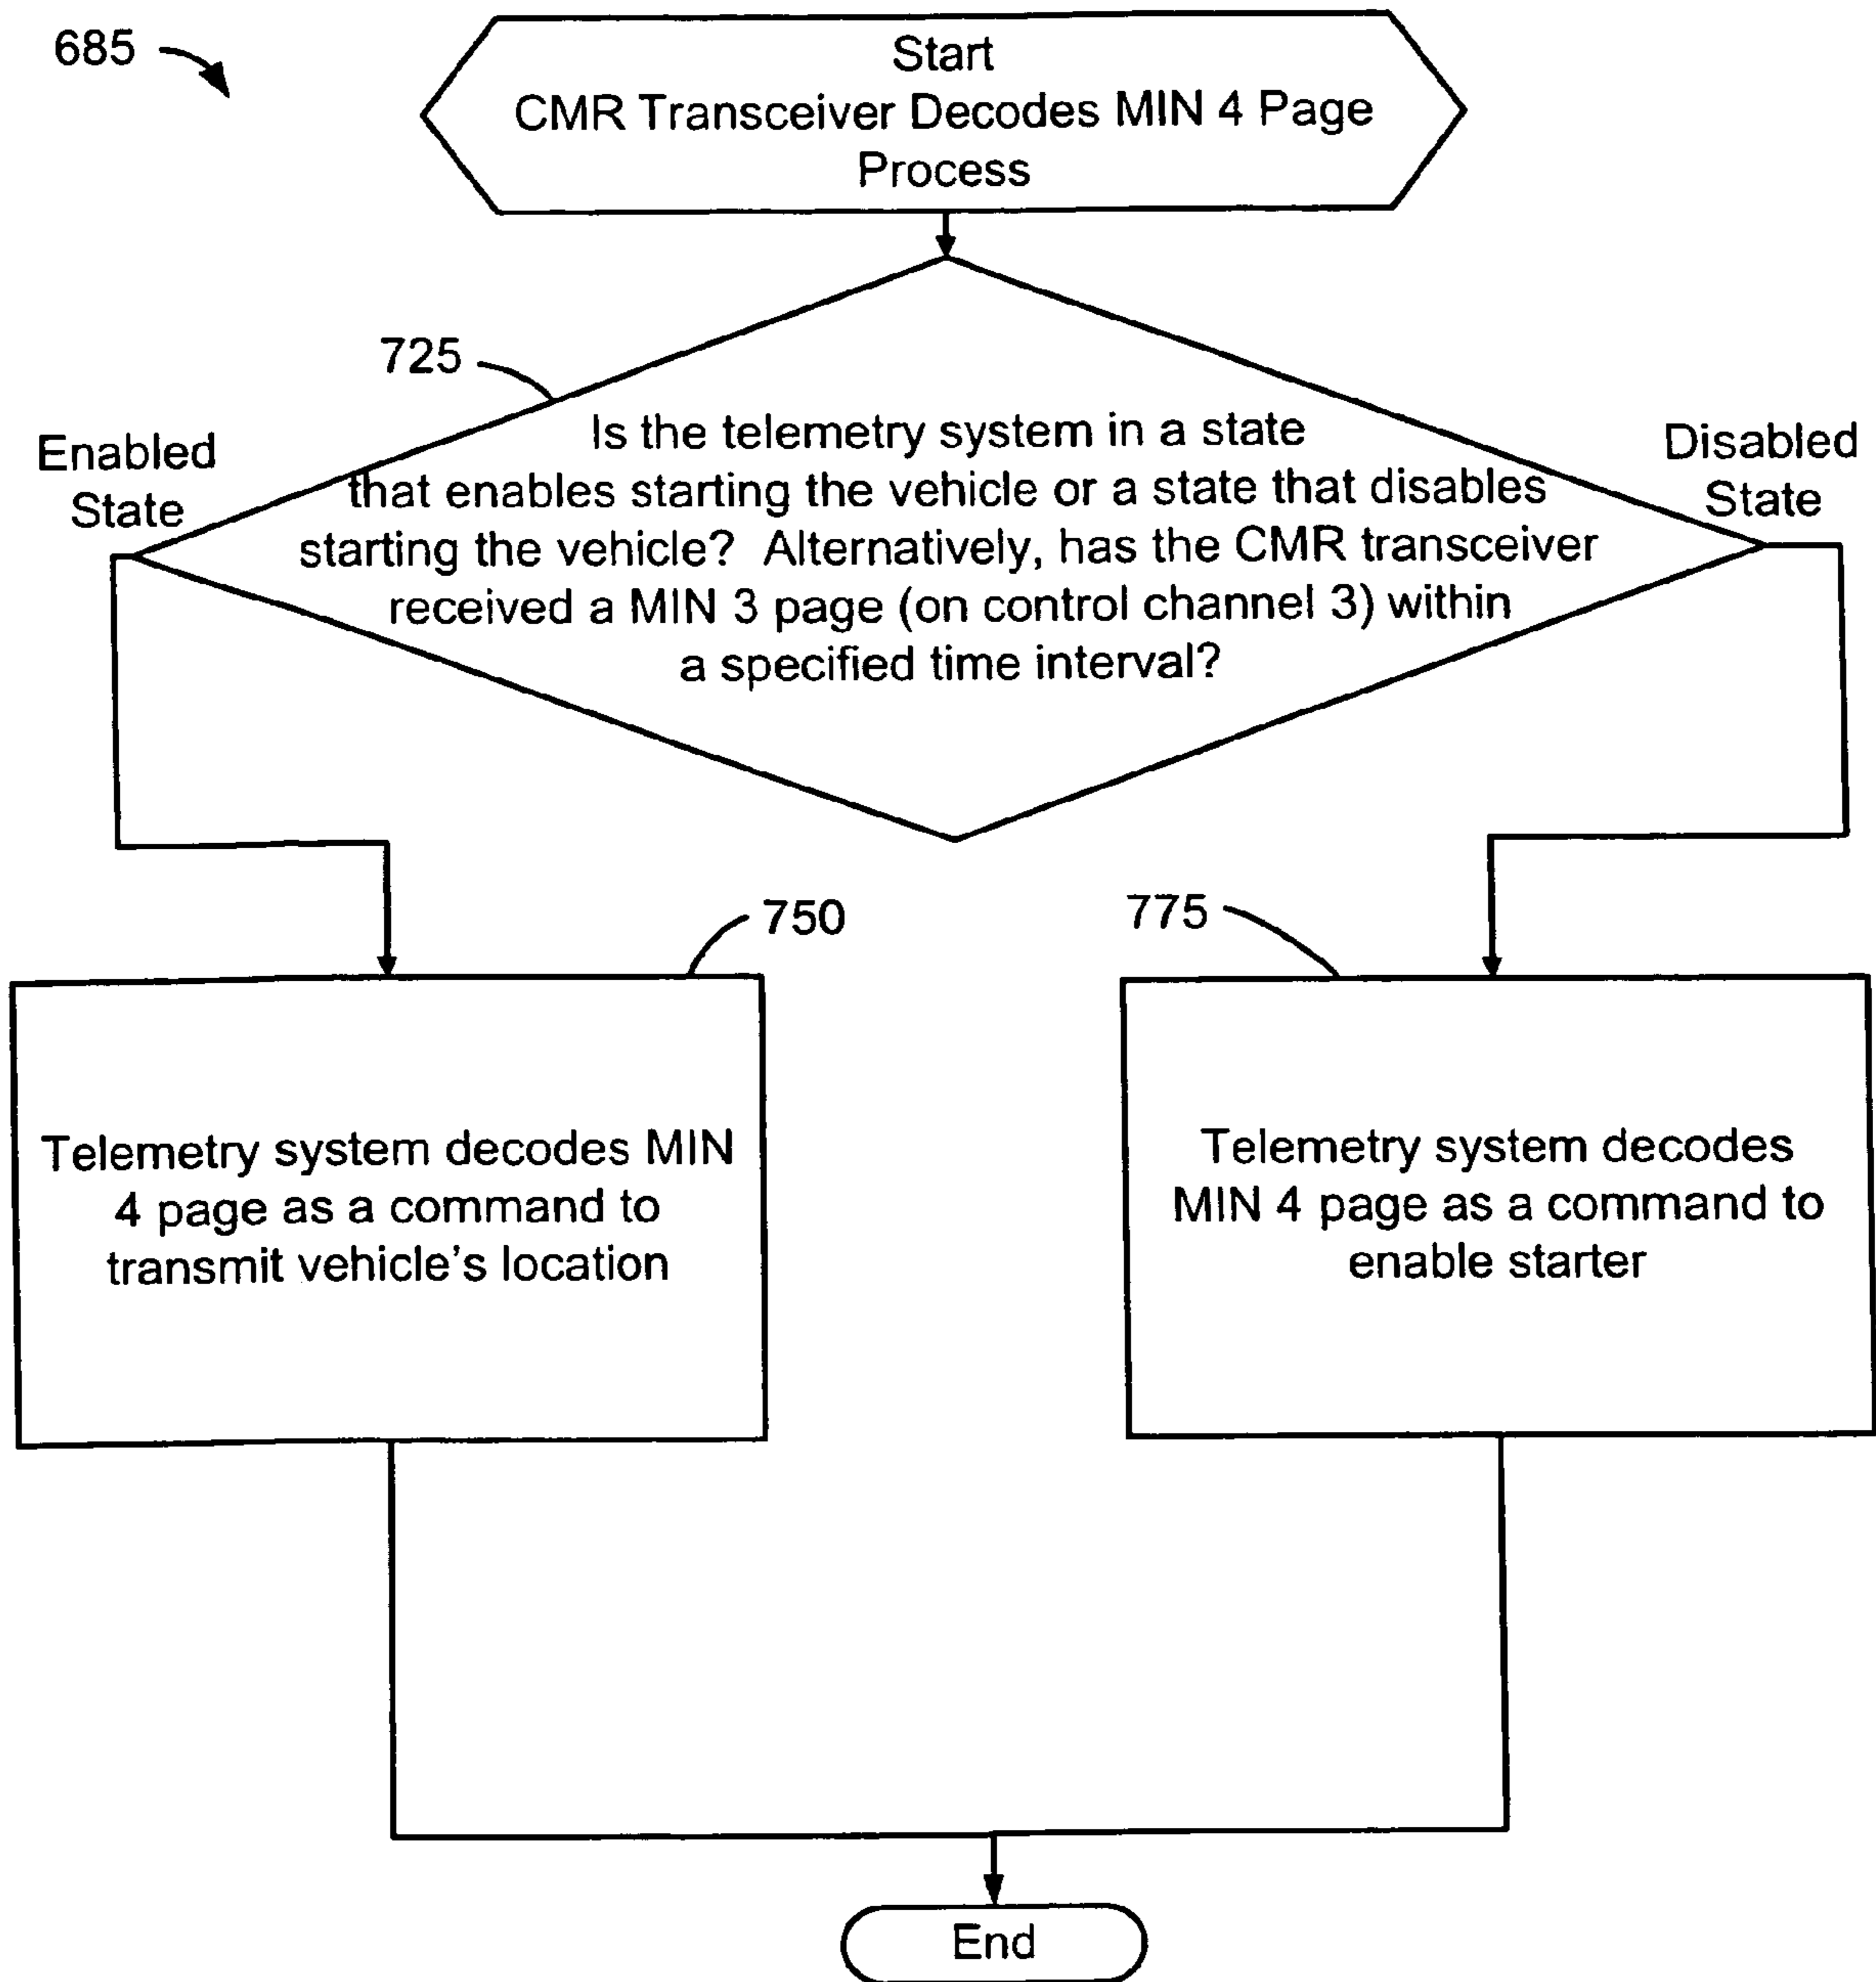 685
Start
CMR Transceiver Decodes MIN 4 Page
Process
725
Enabled
State
Is the telemetry system in a state
that enables starting the vehicle or a state that disables
starting the vehicle? Alternatively, has the CMR transceiver
received a MIN 3 page (on control channel 3) within
a specified time interval?
Disabled
State
750
Telemetry system decodes MIN
4 page as a command to
transmit vehicle's location
775
Telemetry system decodes
MIN 4 page as a command to
enable starter
End